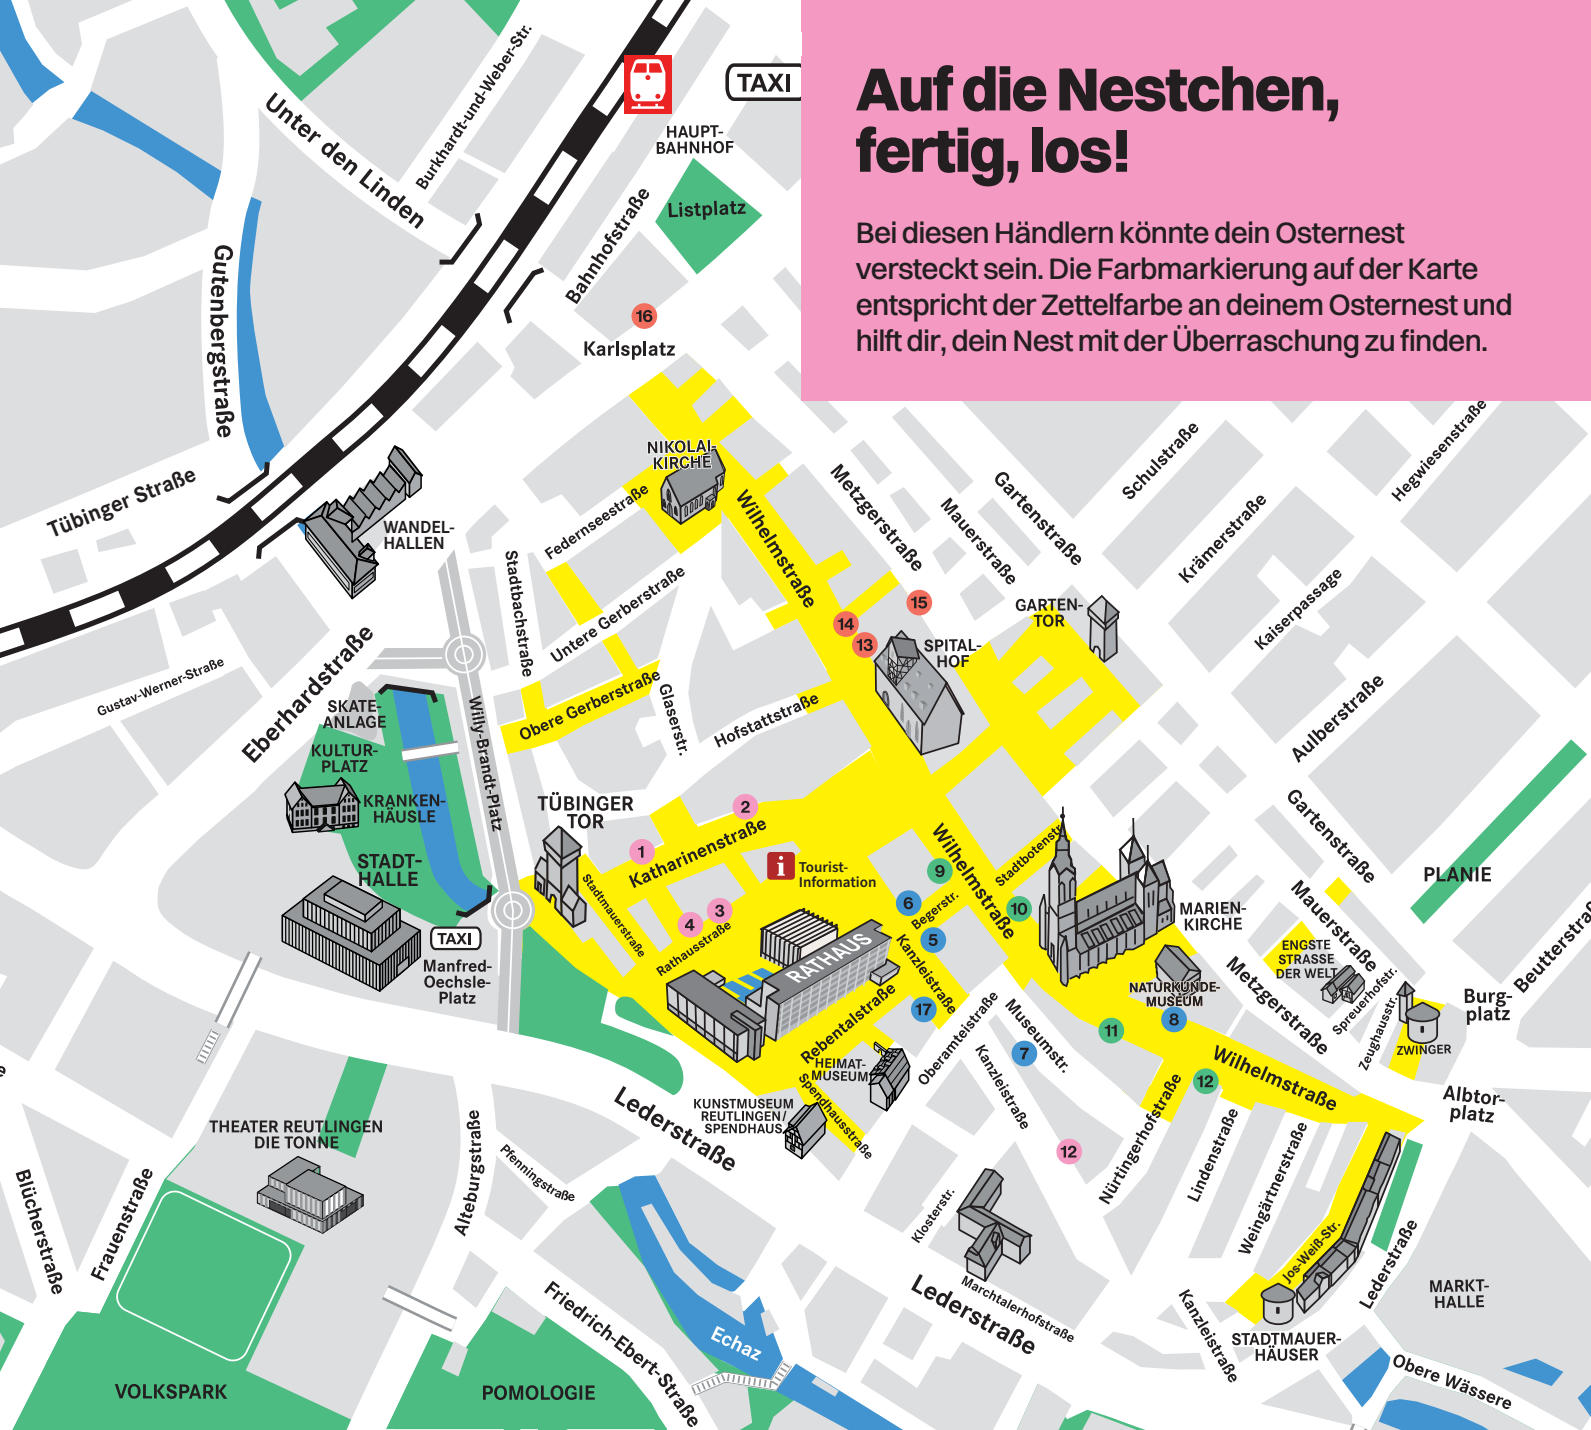 Auf die Nestchen,
fertig, los!
Bei diesen Händlern könnte dein Osternest
versteckt sein. Die Farbmarkierung auf der Karte
entspricht der Zettelfarbe an deinem Osternest und
hilft dir, dein Nest mit der Überraschung zu finden.
TAXI
HAUPT-
BAHNHOF
Listplatz
Burkhardt-und-Weber-Str.
Unter den Linden
Bahnhofstraße
Gutenbergstraße
16
Karlsplatz
Tübinger Straße
WANDEL-
HALLEN
NIKOLAI-
KIRCHE
Federnseestraße
Wilhelmstraße
Metzgerstraße
Mauerstraße
Gartenstraße
Schulstraße
Hegwiesenstraße
Krämerstraße
Kaiserpassage
Aulberstraße
Stadtbachstraße
Untere Gerberstraße
Obere Gerberstraße
Glaserstr.
Hofstattstraße
14
13
15
SPITAL-
HOF
GARTEN-
TOR
Gustav-Werner-Straße
Eberhardstraße
SKATE-
ANLAGE
KULTUR-
PLATZ
KRANKEN-
HÄUSLE
STADT-
HALLE
Willy-Brandt-Platz
TAXI
Manfred-
Oechsle-
Platz
TÜBINGER
TOR
1
2
Katharinenstraße
Stadtmauerstraße
3
4
Rathausstraße
i
Tourist-
Information
RATHAUS
Wilhelmstraße
Stadtbotenstr.
9
10
6
Begerstr.
5
Kanzleistraße
17
Rebentalstraße
HEIMAT-
MUSEUM
Spendhausstraße
KUNSTMUSEUM
REUTLINGEN/
SPENDHAUS
MARIEN-
KIRCHE
NATURKUNDE-
MUSEUM
8
11
Oberamteistraße
Museumstr.
7
Kanzleistraße
12
12
Gartenstraße
PLANIE
Mauerstraße
ENGSTE
STRASSE
DER WELT
Metzgerstraße
Spreuerhofstr.
Zeughausstr.
ZWINGER
Burg-
platz
Albtor-
platz
Wilhelmstraße
Nürtingerhofstraße
Lindenstraße
Weingärtnerstraße
Jos-Weiß-Str.
Lederstraße
MARKT-
HALLE
STADTMAUER-
HÄUSER
Kanzleistraße
Obere Wässere
Klosterstr.
Marchtalerhofstraße
Lederstraße
Lederstraße
THEATER REUTLINGEN
DIE TONNE
Blücherstraße
Frauenstraße
Alteburgstraße
Pfenningstraße
Friedrich-Ebert-Straße
Echaz
VOLKSPARK
POMOLOGIE